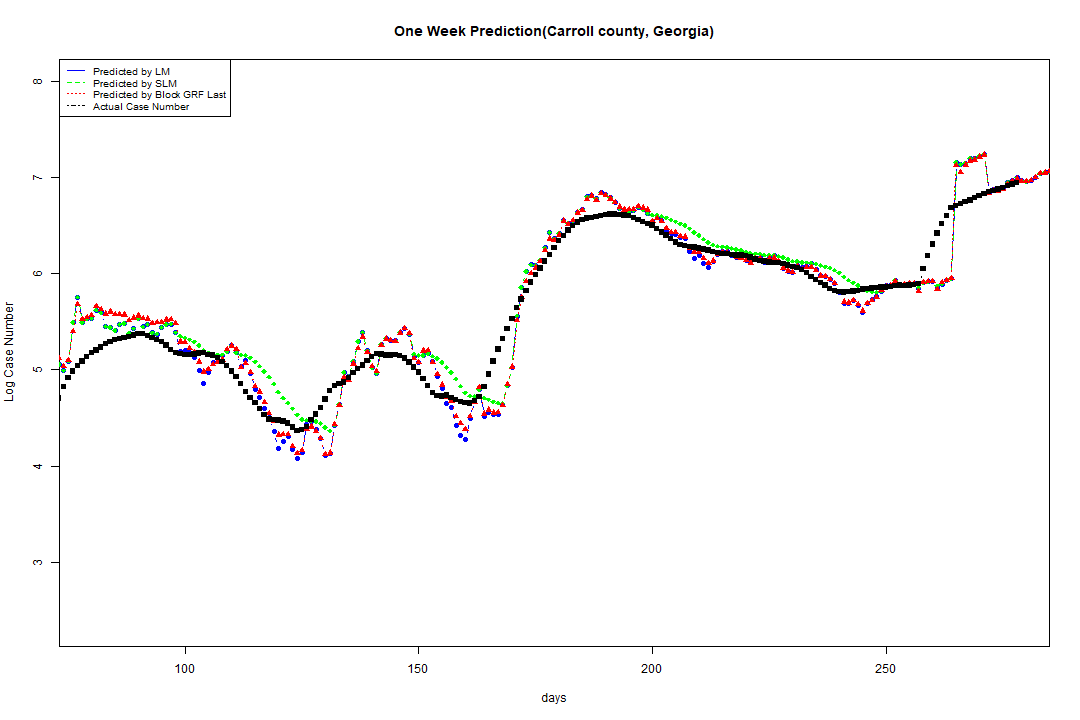 One Week Prediction(Carroll county, Georgia)
Predicted by LM
Predicted by SLM
Predicted by Block GRF Last
Actual Case Number
8
7
6
5
4
3
Log Case Number
100
150
200
250
days